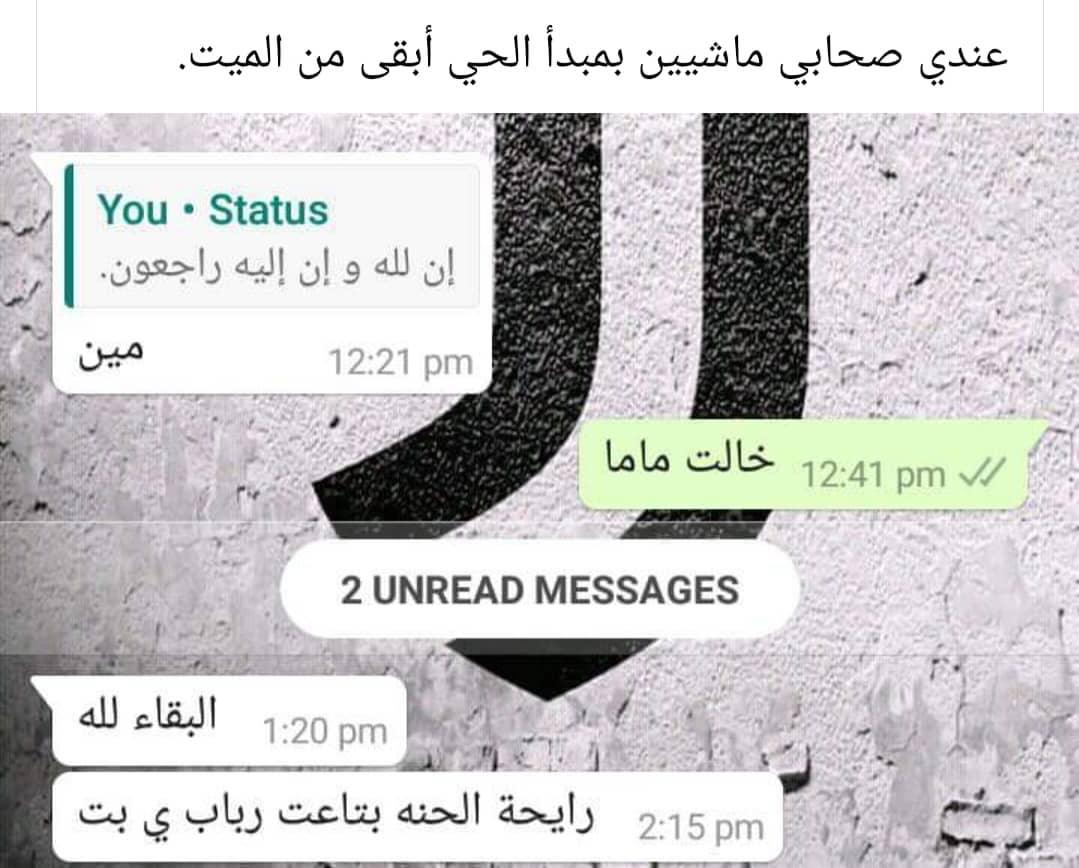 عندي صحابي ماشيين بمبدأ الحي أبقى من الميت.
You • Status
إن لله و إن إليه راجعون.
مين
12:21 pm
خالت ماما
12:41 pm
2 UNREAD MESSAGES
البقاء لله
1:20 pm
رايحة الحنه بتاعت رباب ي بت
2:15 pm